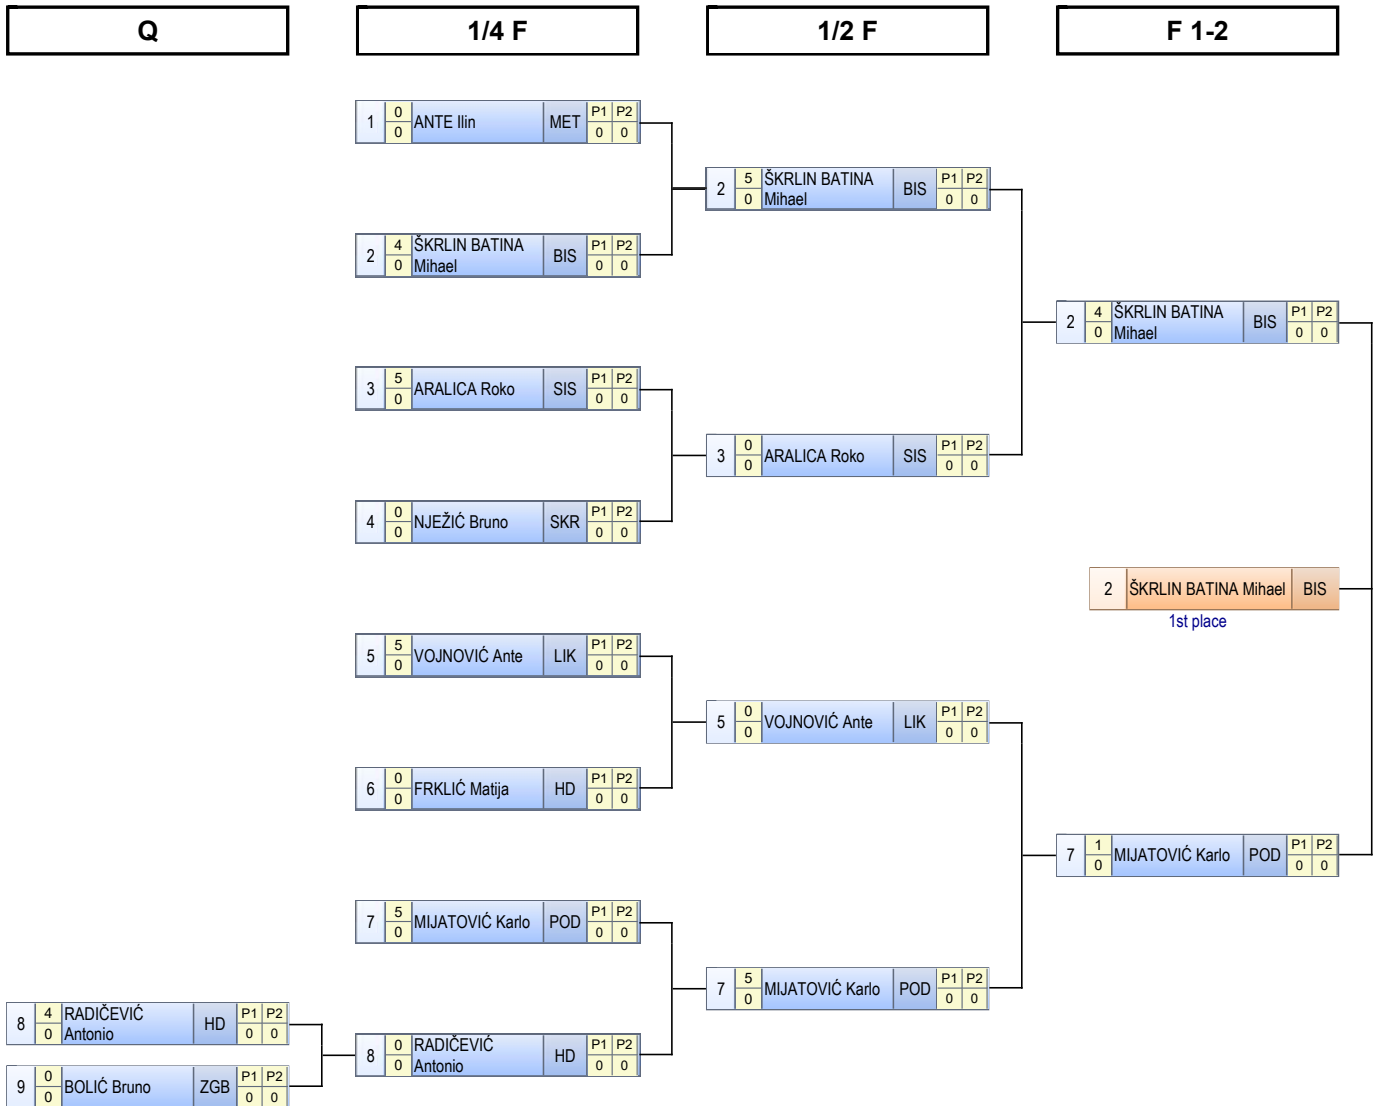 Q
1/4 F
1/2 F
F 1-2
1 0 0 ANTE Ilin MET P1 P2 0 0
2 5 0 ŠKRLIN BATINA Mihael BIS P1 P2 0 0
2 4 0 ŠKRLIN BATINA Mihael BIS P1 P2 0 0
2 4 0 ŠKRLIN BATINA Mihael BIS P1 P2 0 0
3 5 0 ARALICA Roko SIS P1 P2 0 0
3 0 0 ARALICA Roko SIS P1 P2 0 0
4 0 0 NJEŽIĆ Bruno SKR P1 P2 0 0
2 ŠKRLIN BATINA Mihael BIS
1st place
5 5 0 VOJNOVIĆ Ante LIK P1 P2 0 0
5 0 0 VOJNOVIĆ Ante LIK P1 P2 0 0
6 0 0 FRKLIĆ Matija HD P1 P2 0 0
7 1 0 MIJATOVIĆ Karlo POD P1 P2 0 0
7 5 0 MIJATOVIĆ Karlo POD P1 P2 0 0
7 5 0 MIJATOVIĆ Karlo POD P1 P2 0 0
8 4 0 RADIČEVIĆ Antonio HD P1 P2 0 0
8 0 0 RADIČEVIĆ Antonio HD P1 P2 0 0
9 0 0 BOLIĆ Bruno ZGB P1 P2 0 0